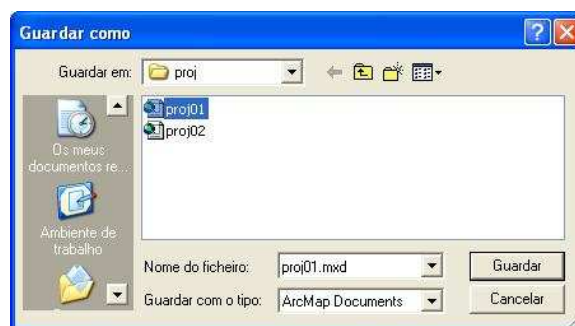 Guardar como
Guardar em: proj
proj01
proj02
Os meus
documentos re...
Ambiente de
trabalho
Nome do ficheiro: proj01.mxd Guardar
Guardar com o tipo: ArcMap Documents Cancelar